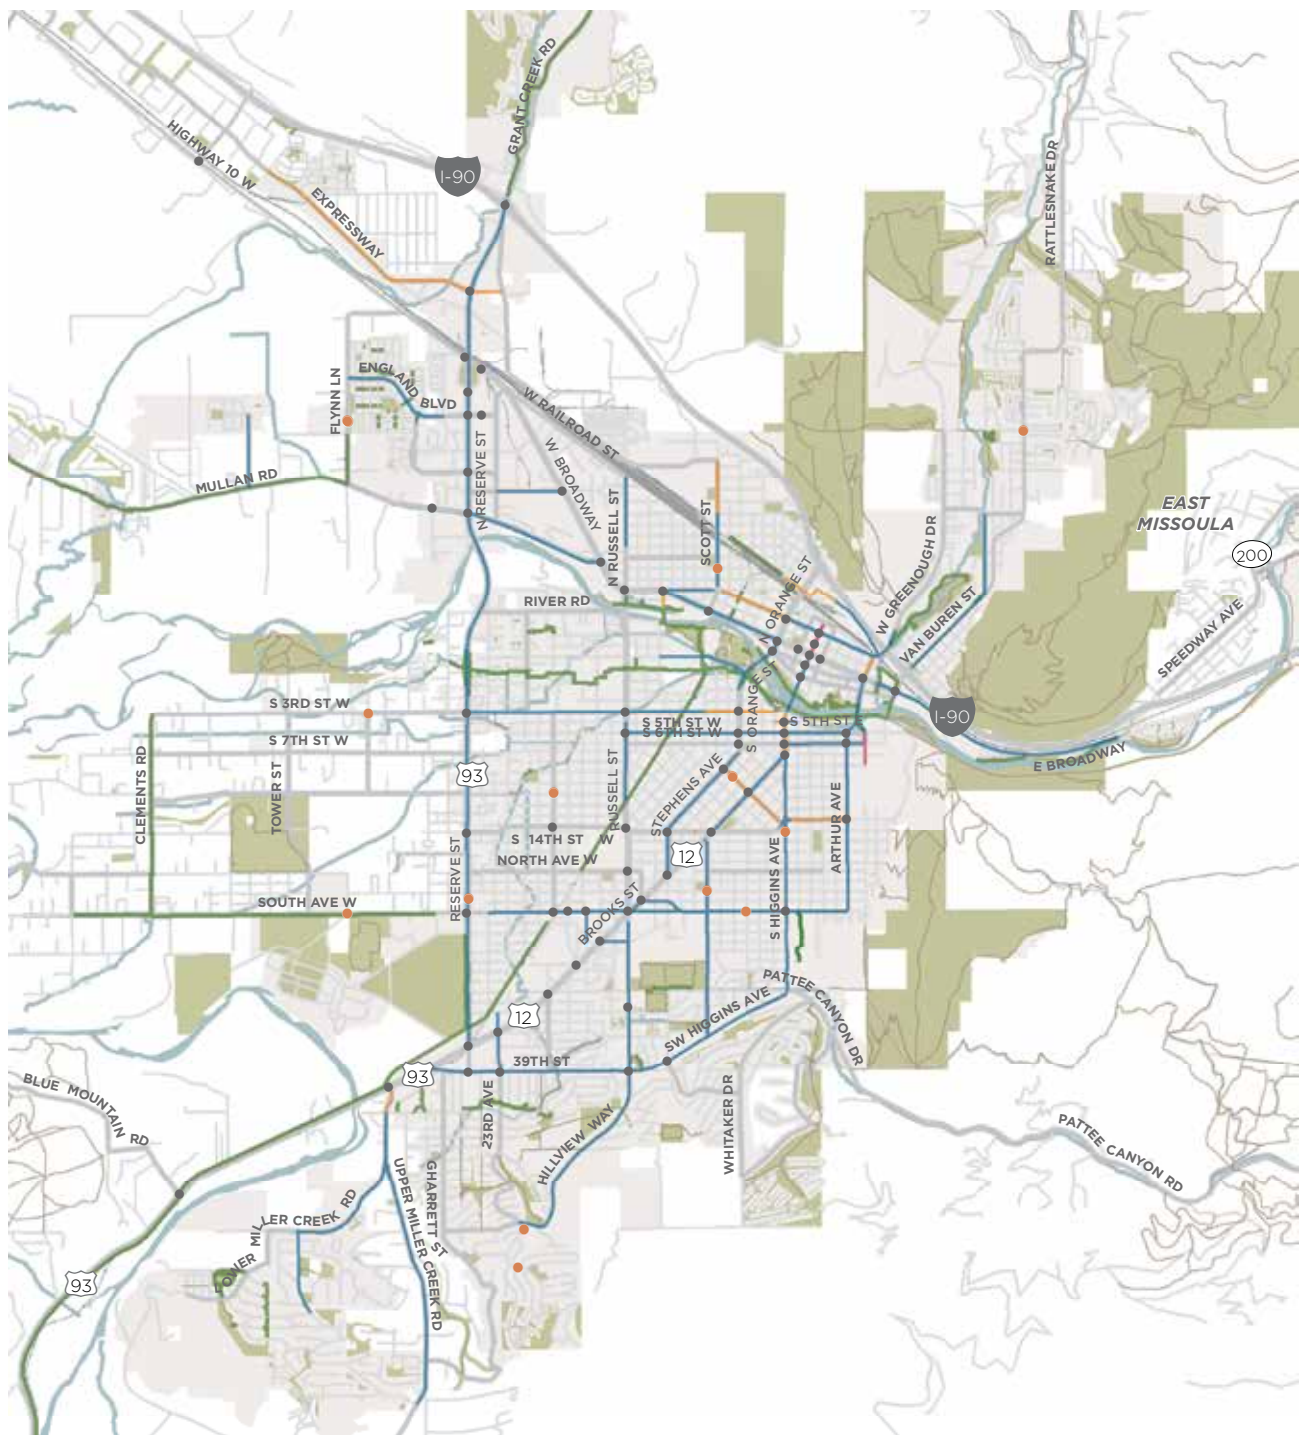 GRANT CREEK RD
HIGHWAY 10 W
I-90
EXPRESSWAY
RATTLESNAKE DR
FLYNN LN
ENGLAND BLVD
W RAILROAD ST
W BROADWAY
MULLAN RD
N RESERVE ST
N RUSSELL ST
SCOTT ST
EAST
MISSOULA
200
N ORANGE ST
W GREENOUGH DR
VAN BUREN ST
SPEEDWAY AVE
RIVER RD
S 3RD ST W
S 7TH ST W
S 5TH ST W
S 6TH ST W
S ORANGE ST
S 5TH ST E
I-90
E BROADWAY
CLEMENTS RD
TOWER ST
93
RUSSELL ST
STEPHENS AVE
ARTHUR AVE
S 14TH ST W
NORTH AVE W
12
RESERVE ST
SOUTH AVE W
BROOKS ST
S HIGGINS AVE
PATTEE CANYON DR
12
SW HIGGINS AVE
39TH ST
93
BLUE MOUNTAIN RD
23RD AVE
WHITAKER DR
HILLVIEW WAY
PATTEE CANYON RD
LOWER MILLER CREEK RD
UPPER MILLER CREEK RD
GHARRETT ST
93